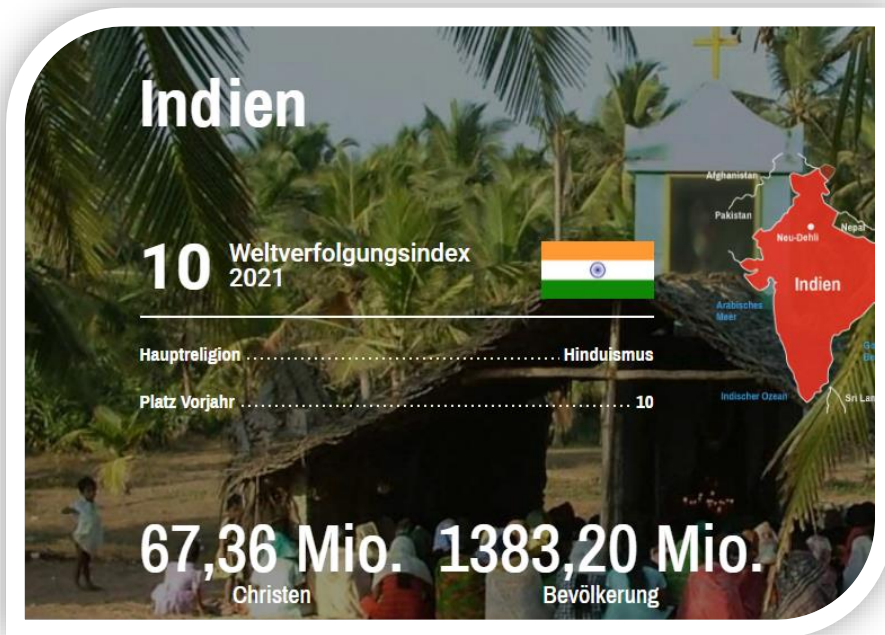 Indien
10 Weltverfolgungsindex
2021
Hauptreligion Hinduismus
Platz Vorjahr 10
67,36 Mio. 1383,20 Mio.
Christen Bevölkerung
Afghanistan
Pakistan
Nepal
Neu-Dehli
Indien
Arabisches
Meer
Indischer Ozean
Sri